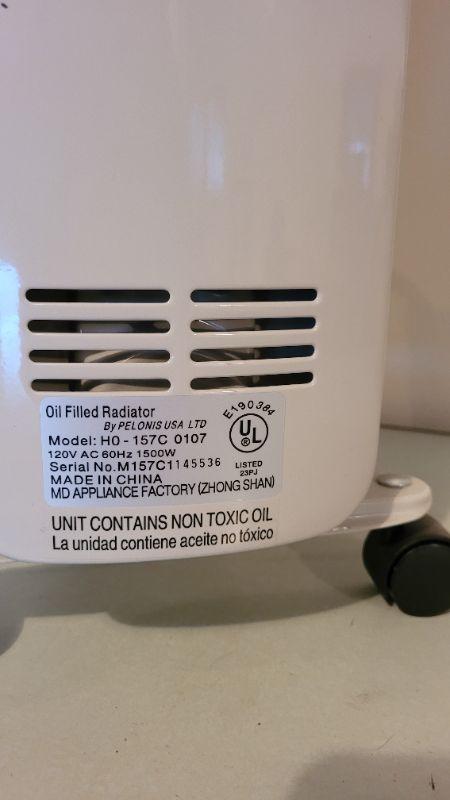 Oil Filled Radiator
By PELONIS USA LTD
Model: HO - 157C 0107
120V AC 60Hz 1500W
Serial No.M157C1145536
MADE IN CHINA
MD APPLIANCE FACTORY (ZHONG SHAN)
E190384
UL
LISTED
23PJ
UNIT CONTAINS NON TOXIC OIL
La unidad contiene aceite no tóxico